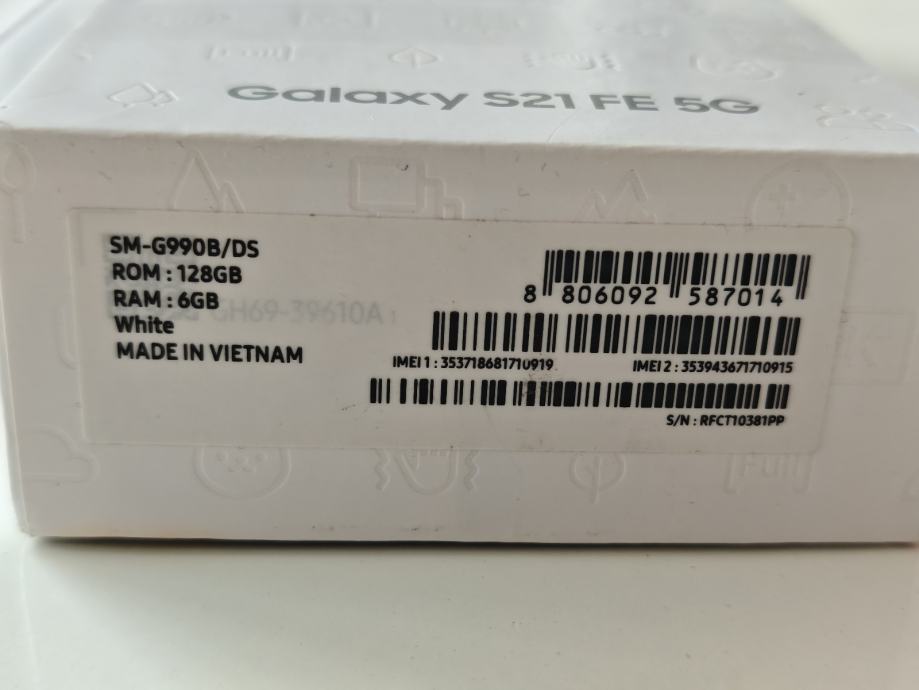 Galaxy S21 FE 5G
SM-G990B/DS
ROM : 128GB
RAM : 6GB
GH69-39610A
White
MADE IN VIETNAM
8 806092 587014
IMEI 1 : 353718681710919
IMEI 2 : 353943671710915
S/N : RFCT10381PP
[Full]